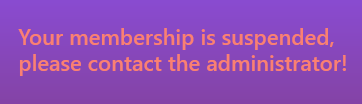 Your membership is suspended,
please contact the administrator!